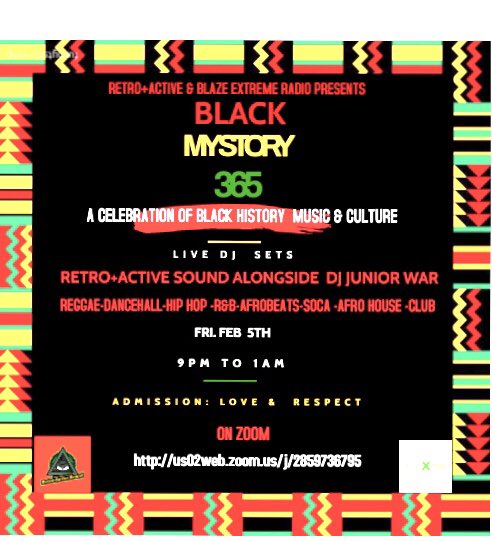 RETRO+ACTIVE & BLAZE EXTREME RADIO PRESENTS
BLACK
MYSTORY
365
A CELEBRATION OF BLACK HISTORY MUSIC & CULTURE
LIVE DJ SETS
RETRO+ACTIVE SOUND ALONGSIDE DJ JUNIOR WAR
REGGAE-DANCEHALL-HIP HOP -R&B-AFROBEATS-SOCA -AFRO HOUSE -CLUB
FRI. FEB 5TH
9PM TO 1AM
ADMISSION: LOVE & RESPECT
ON ZOOM
http://us02web.zoom.us/j/2859736795
X